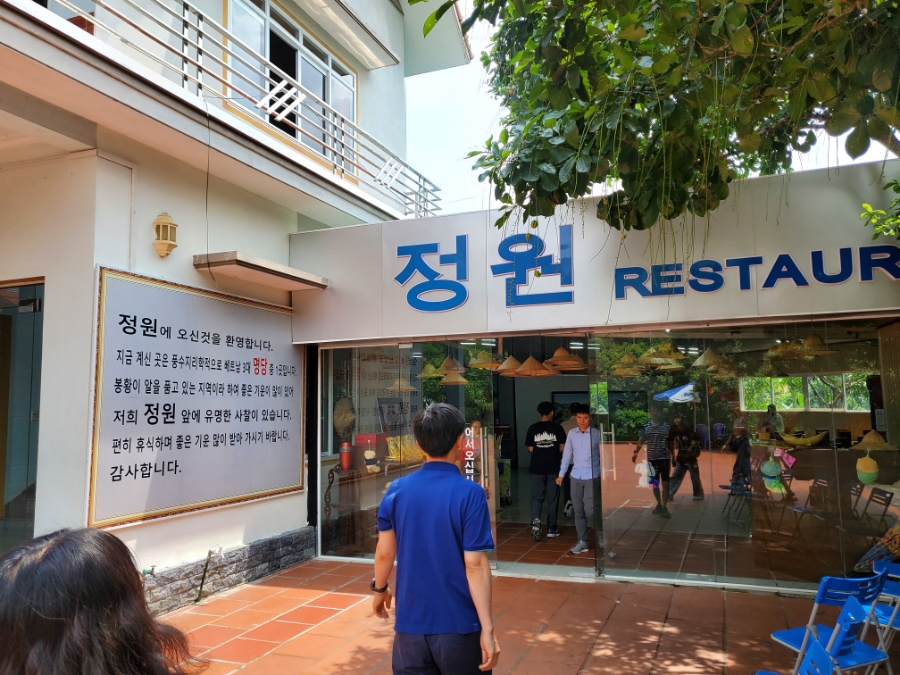 정원 RESTAUR
정원에 오신것을 환영합니다.
지금 계신 곳은 풍수지리학적으로 베트남 3대 명당 중 1곳입니다
봉황이 알을 품고 있는 지역이라 하여 좋은 기운이 많이 있어
저희 정원 앞에 유명한 사찰이 있습니다.
편히 휴식하며 좋은 기운 많이 받아 가시기 바랍니다.
감사합니다.
어서오십